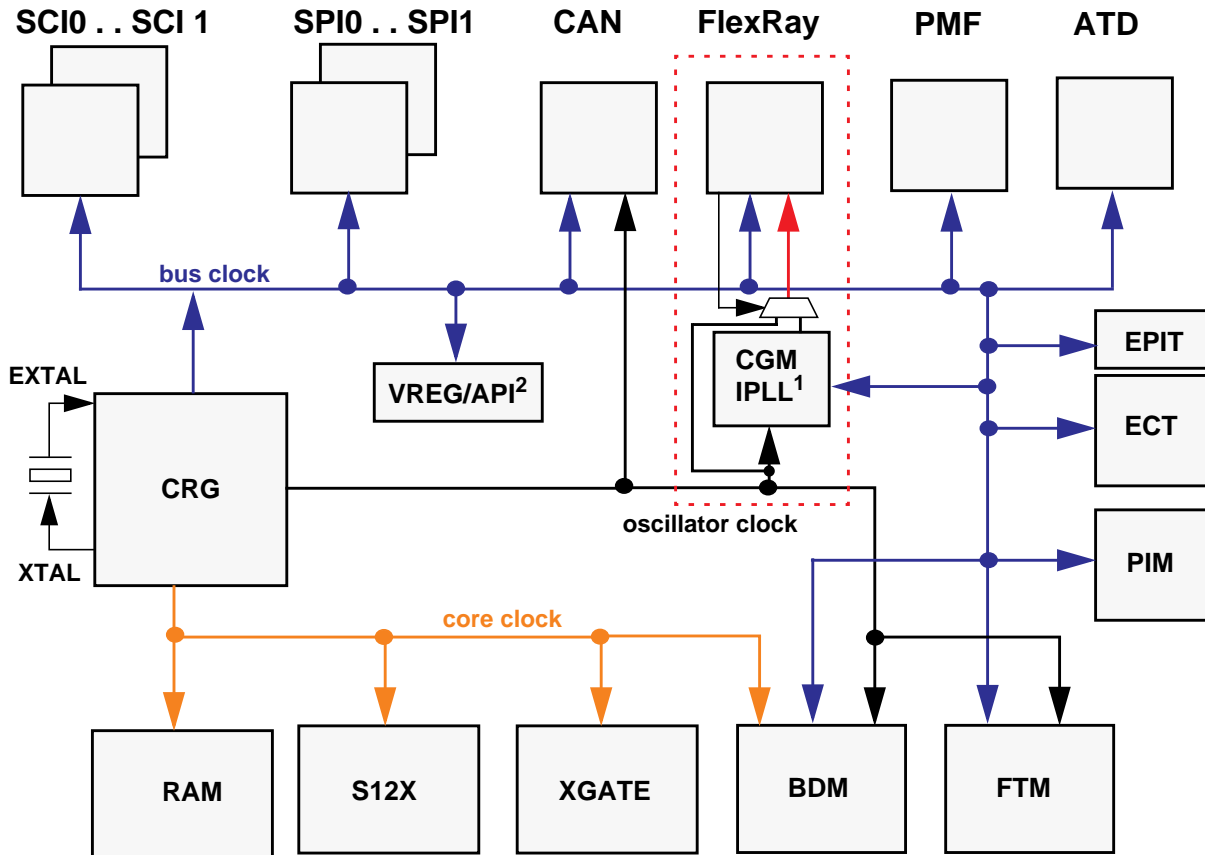 SCI0 . . SCI 1
SPI0 . . SPI1
CAN
FlexRay
PMF
ATD
bus clock
EXTAL
VREG/API2
CGM
IPLL1
EPIT
ECT
CRG
oscillator clock
XTAL
PIM
core clock
RAM
S12X
XGATE
BDM
FTM